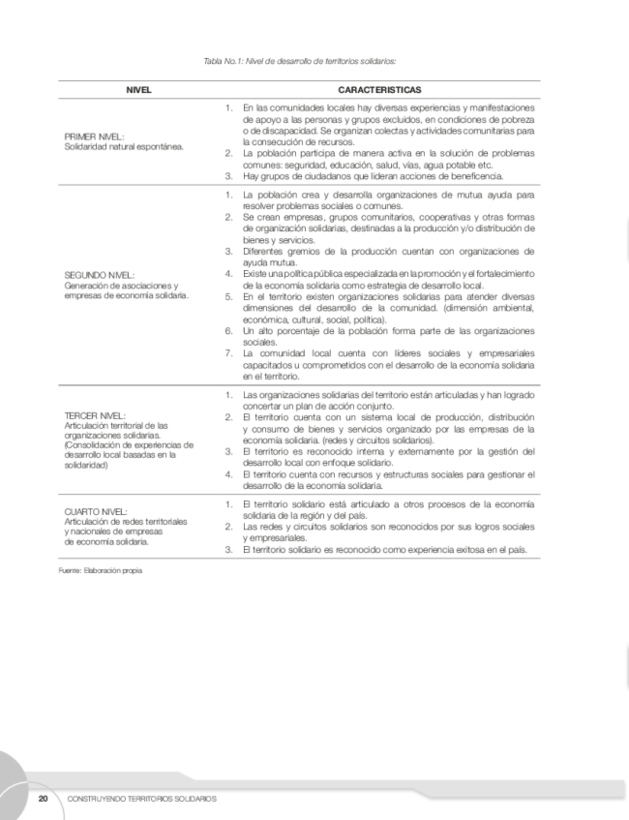 Tabla No.1: Nivel de desarrollo de territorios solidarios:
NIVEL
CARACTERISTICAS
PRIMER NIVEL:
Solidaridad natural espontánea.
1. En las comunidades locales hay diversas experiencias y manifestaciones
de apoyo a las personas y grupos excluidos, en condiciones de pobreza
o de discapacidad. Se organizan colectas y actividades comunitarias para
la consecución de recursos.
2. La población participa de manera activa en la solución de problemas
comunes: seguridad, educación, salud, vías, agua potable etc.
3. Hay grupos de ciudadanos que lideran acciones de beneficencia.
SEGUNDO NIVEL:
Generación de asociaciones y
empresas de economía solidaria.
1. La población crea y desarrolla organizaciones de mutua ayuda para
resolver problemas sociales o comunes.
2. Se crean empresas, grupos comunitarios, cooperativas y otras formas
de organización solidarias, destinadas a la producción y/o distribución de
bienes y servicios.
3. Diferentes gremios de la producción cuentan con organizaciones de
ayuda mutua.
4. Existe una política pública especializada en la promoción y el fortalecimiento
de la economía solidaria como estrategia de desarrollo local.
5. En el territorio existen organizaciones solidarias para atender diversas
dimensiones del desarrollo de la comunidad. (dimensión ambiental,
económica, cultural, social, política).
6. Un alto porcentaje de la población forma parte de las organizaciones
sociales.
7. La comunidad local cuenta con líderes sociales y empresariales
capacitados u comprometidos con el desarrollo de la economía solidaria
en el territorio.
TERCER NIVEL:
Articulación territorial de las
organizaciones solidarias.
(Consolidación de experiencias de
desarrollo local basadas en la
solidaridad)
1. Las organizaciones solidarias del territorio están articuladas y han logrado
concertar un plan de acción conjunto.
2. El territorio cuenta con un sistema local de producción, distribución
y consumo de bienes y servicios organizado por las empresas de la
economía solidaria. (redes y circuitos solidarios).
3. El territorio es reconocido interna y externamente por la gestión del
desarrollo local con enfoque solidario.
4. El territorio cuenta con recursos y estructuras sociales para gestionar el
desarrollo de la economía solidaria.
CUARTO NIVEL:
Articulación de redes territoriales
y nacionales de empresas
de economía solidaria.
1. El territorio solidario está articulado a otros procesos de la economía
solidaria de la región y del país.
2. Las redes y circuitos solidarios son reconocidos por sus logros sociales
y empresariales.
3. El territorio solidario es reconocido como experiencia exitosa en el país.
Fuente: Elaboración propia
20 CONSTRUYENDO TERRITORIOS SOLIDARIOS